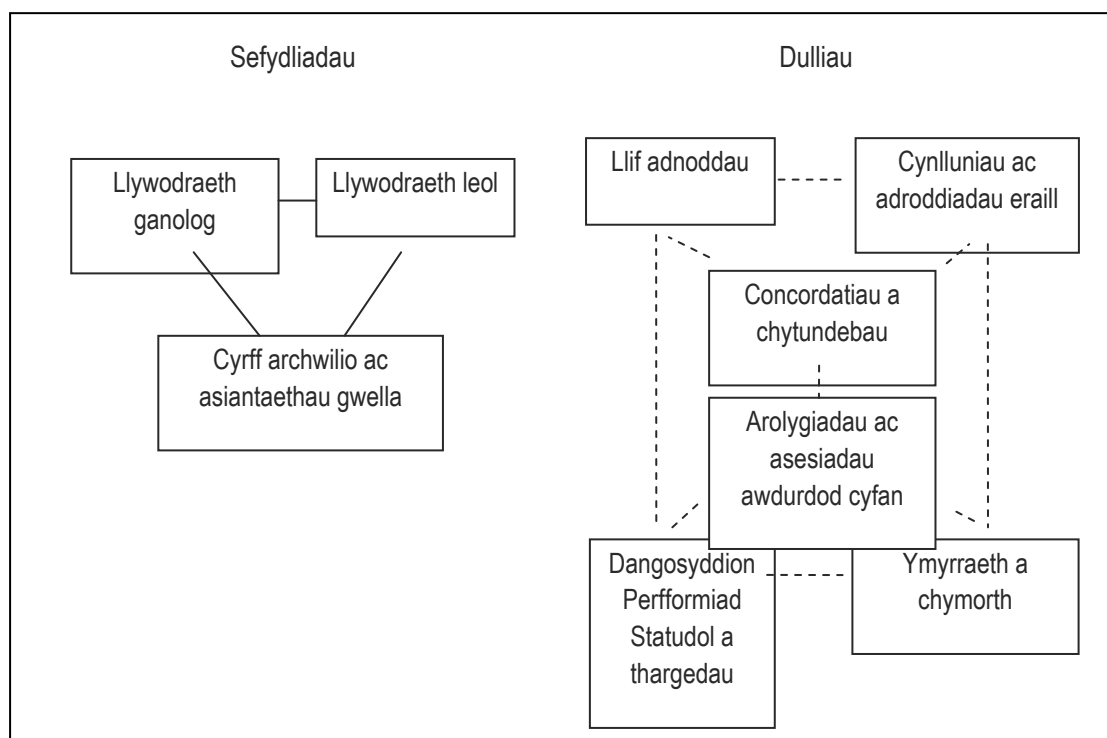 Sefydliadau
Llywodraeth
ganolog
Llywodraeth leol
Cyrff archwilio ac
asiantaethau gwella
Dulliau
Llif adnoddau
Cynlluniau ac
adroddiadau eraill
Concordatiau a
chytundebau
Arolygiadau ac
asesiadau
awdurdod cyfan
Dangosyddion
Perfformiad
Statudol a
thargedau
Ymyrraeth a
chymorth